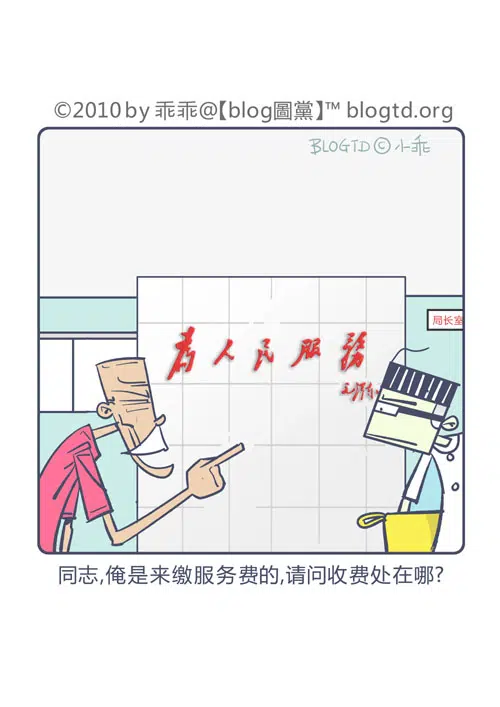 ©2010 by 乖乖@【blog圖黨】™ blogtd.org
BLOGTD © 小乖
局长室
為人民服務
同志,俺是来缴服务费的,请问收费处在哪?